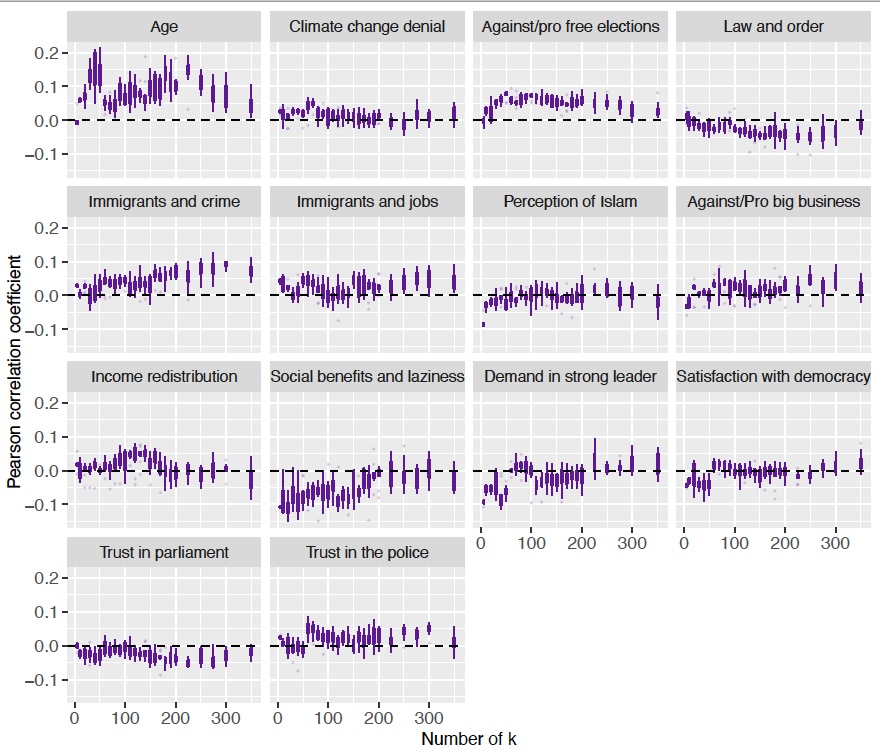 Age Climate change denial Against/pro free elections Law and order
0.2
0.1
0.0
−0.1
Immigrants and crime Immigrants and jobs Perception of Islam Against/Pro big business
0.2
0.1
0.0
−0.1
Pearson correlation coefficient
Income redistribution Social benefits and laziness Demand in strong leader Satisfaction with democracy
0.2
0.1
0.0
−0.1
0 100 200 300 0 100 200 300
Trust in parliament Trust in the police
0.2
0.1
0.0
−0.1
0 100 200 300 0 100 200 300
Number of k